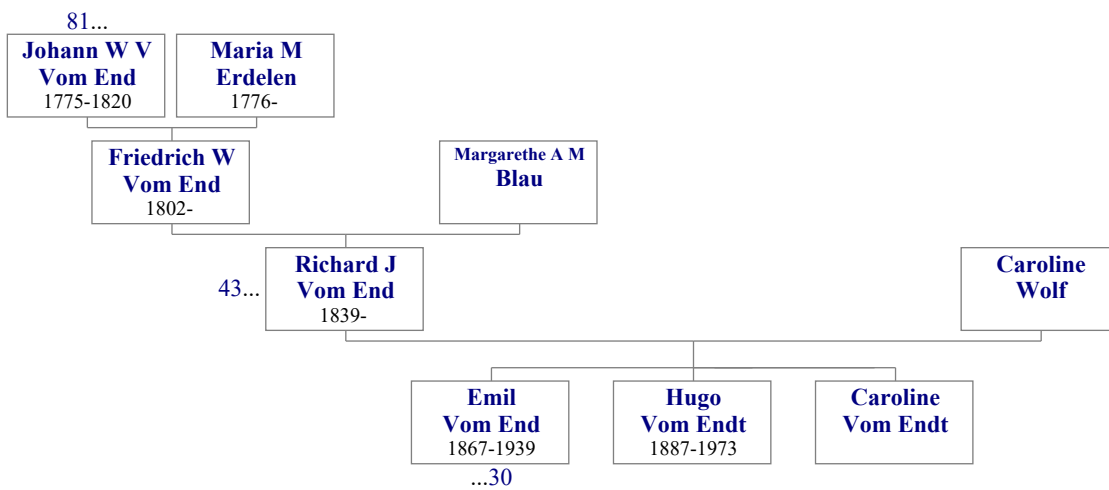 81...
Johann W V
Vom End
1775-1820
Maria M
Erdelen
1776-
Friedrich W
Vom End
1802-
Margarethe A M
Blau
43...
Richard J
Vom End
1839-
Caroline
Wolf
Emil
Vom End
1867-1939
Hugo
Vom Endt
1887-1973
Caroline
Vom Endt
...30